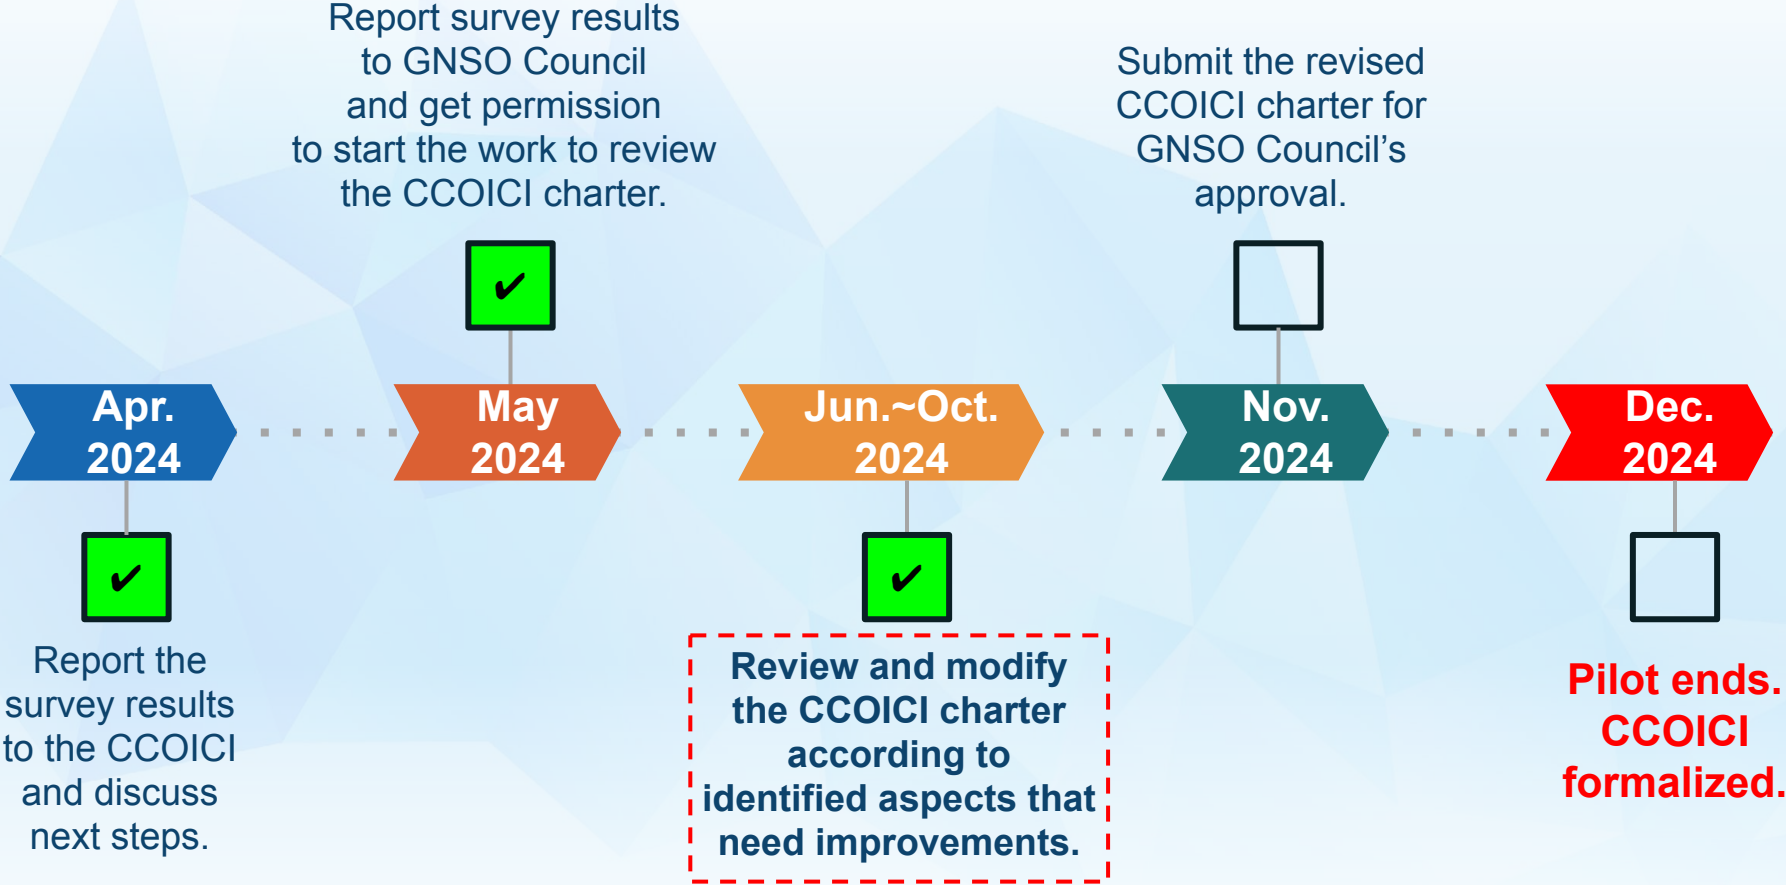 Report survey results
to GNSO Council
and get permission
to start the work to review
the CCOICI charter.
Submit the revised
CCOICI charter for
GNSO Council’s
approval.
✔
Apr.
2024
May
2024
Jun.~Oct.
2024
Nov.
2024
Dec.
2024
✔
✔
Report the
survey results
to the CCOICI
and discuss
next steps.
Review and modify
the CCOICI charter
according to
identified aspects that
need improvements.
Pilot ends.
CCOICI
formalized.